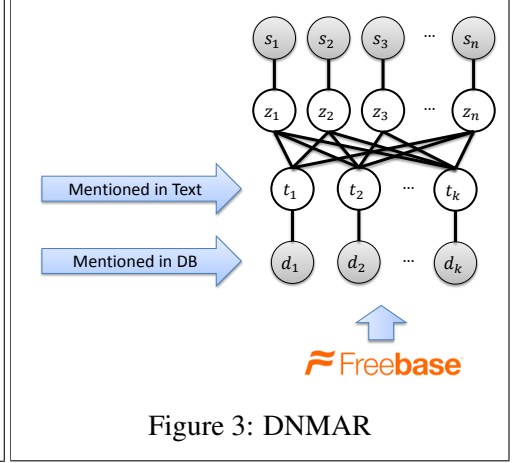 s₁ s₂ s₃ ... sₙ
z₁ z₂ z₃ ... zₙ
Mentioned in Text t₁ t₂ ... tₖ
Mentioned in DB d₁ d₂ ... dₖ
Freebase
Figure 3: DNMAR